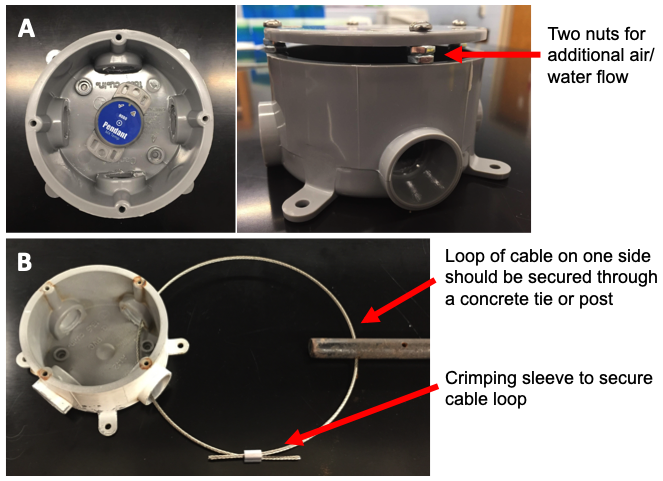 A
Pendant
Two nuts for
additional air/
water flow
B
Loop of cable on one side
should be secured through
a concrete tie or post
Crimping sleeve to secure
cable loop